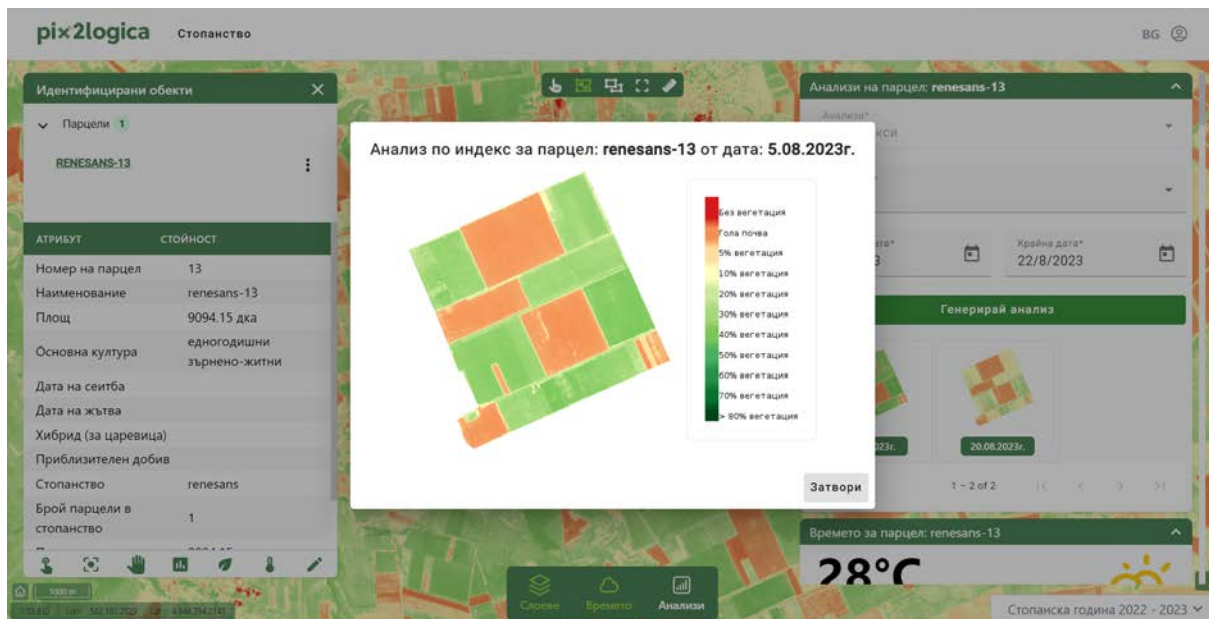 pix2logica
Стопанство
BG
Идентифицирани обекти
Парцели 1
RENESANS-13
АТРИБУТ СТОЙНОСТ
Номер на парцел 13
Наименование renesans-13
Площ 9094.15 дка
Основна култура едногодишни
зърнено-житни
Дата на сеитба
Дата на жътва
Хибрид (за царевица)
Приблизителен добив
Стопанство renesans
Брой парцели в
стопанство
1
5000 m
Анализ по индекс за парцел: renesans-13 от дата: 5.08.2023г.
Без вегетация
Гола почва
5% вегетация
10% вегетация
20% вегетация
30% вегетация
40% вегетация
50% вегетация
60% вегетация
70% вегетация
> 80% вегетация
Затвори
Слоеве
Времето
Анализи
Анализи на парцел: renesans-13
Анализи*
Крайна дата*
22/8/2023
Генерирай анализ
20.08.2023г.
1 – 2 of 2
Времето за парцел: renesans-13
28°C
Стопанска година 2022 - 2023